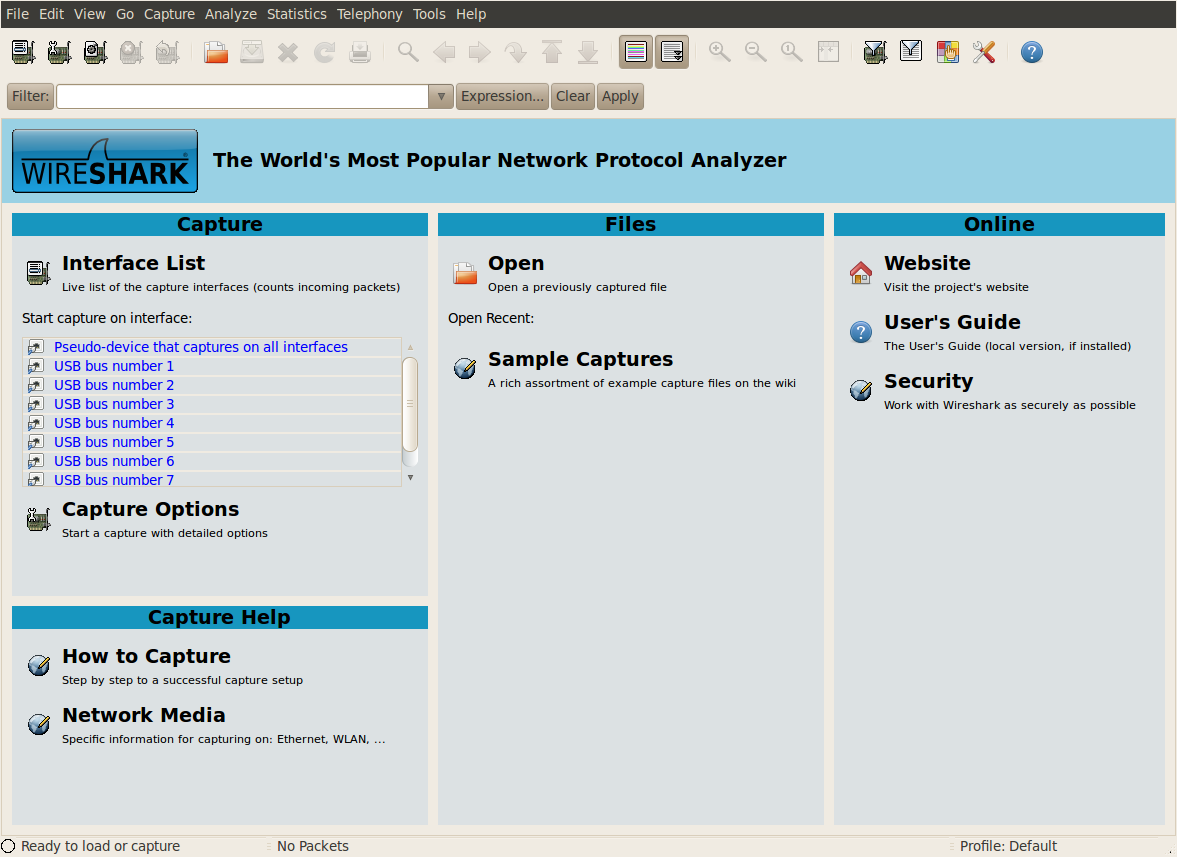 File Edit View Go Capture Analyze Statistics Telephony Tools Help
Filter: Expression... Clear Apply
WIRESHARK The World's Most Popular Network Protocol Analyzer
Capture
Interface List
Live list of the capture interfaces (counts incoming packets)
Start capture on interface:
Pseudo-device that captures on all interfaces
USB bus number 1
USB bus number 2
USB bus number 3
USB bus number 4
USB bus number 5
USB bus number 6
USB bus number 7
Capture Options
Start a capture with detailed options
Capture Help
How to Capture
Step by step to a successful capture setup
Network Media
Specific information for capturing on: Ethernet, WLAN, ...
Files
Open
Open a previously captured file
Open Recent:
Sample Captures
A rich assortment of example capture files on the wiki
Online
Website
Visit the project's website
User's Guide
The User's Guide (local version, if installed)
Security
Work with Wireshark as securely as possible
Ready to load or capture No Packets Profile: Default